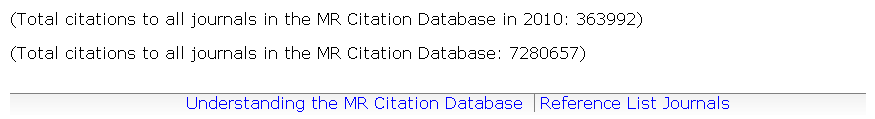 (Total citations to all journals in the MR Citation Database in 2010: 363992)
(Total citations to all journals in the MR Citation Database: 7280657)
Understanding the MR Citation Database | Reference List Journals